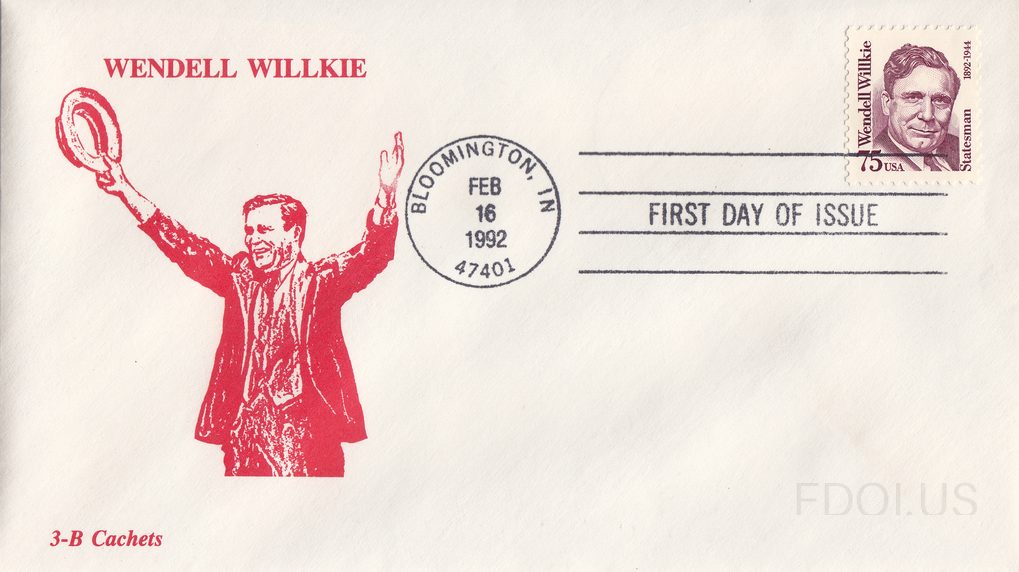 WENDELL WILLKIE
Wendell Willkie
1892-1944
Statesman
75 USA
BLOOMINGTON, IN
FEB
16
1992
47401
FIRST DAY OF ISSUE
FDOI.US
3-B Cachets